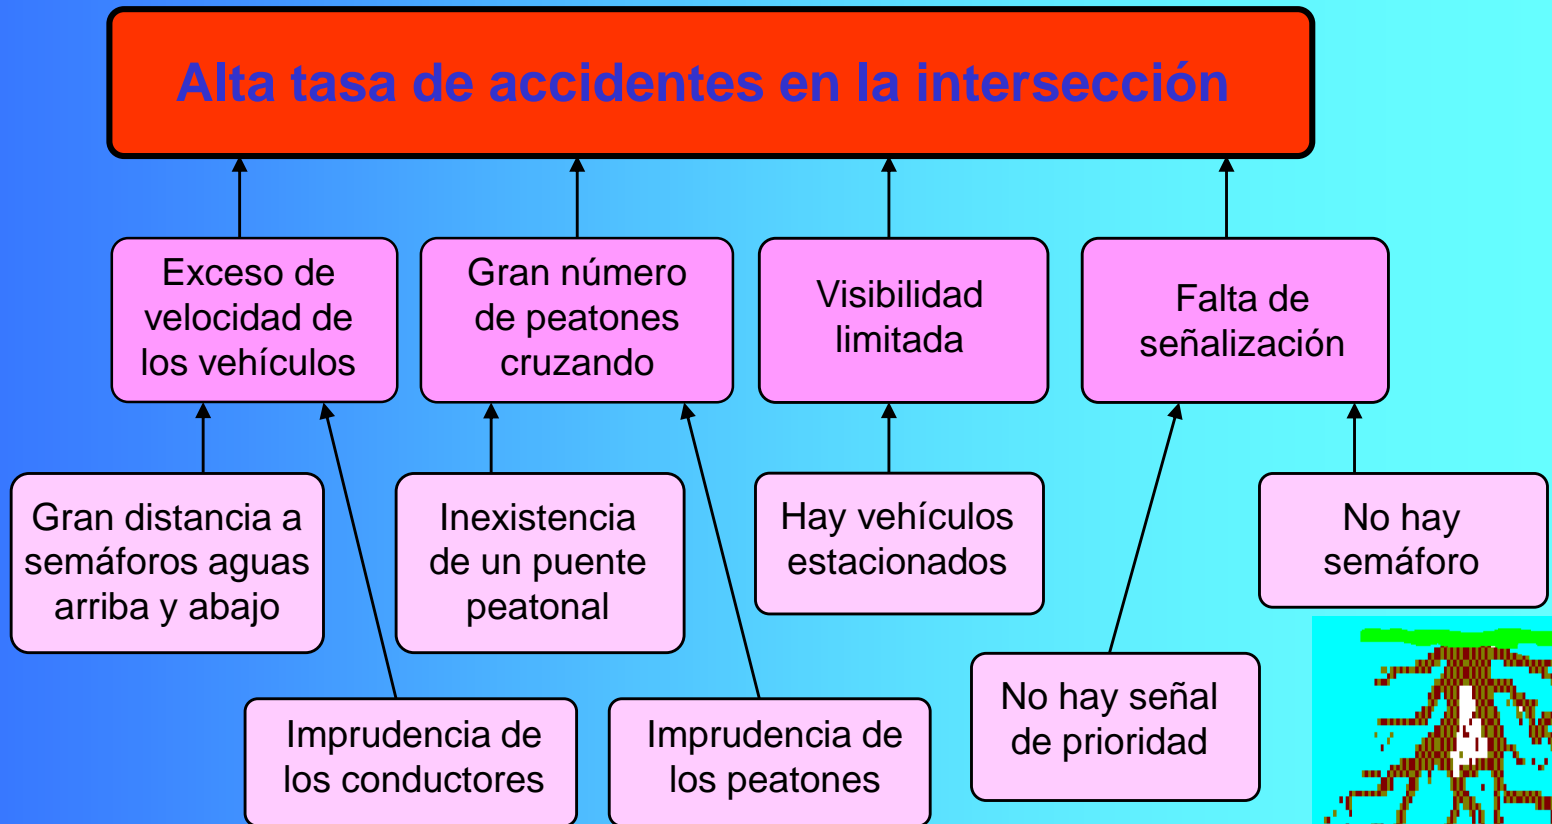 Alta tasa de accidentes en la intersección
Exceso de
velocidad de
los vehículos
Gran número
de peatones
cruzando
Visibilidad
limitada
Falta de
señalización
Gran distancia a
semáforos aguas
arriba y abajo
Inexistencia
de un puente
peatonal
Hay vehículos
estacionados
No hay
semáforo
Imprudencia de
los conductores
Imprudencia de
los peatones
No hay señal
de prioridad